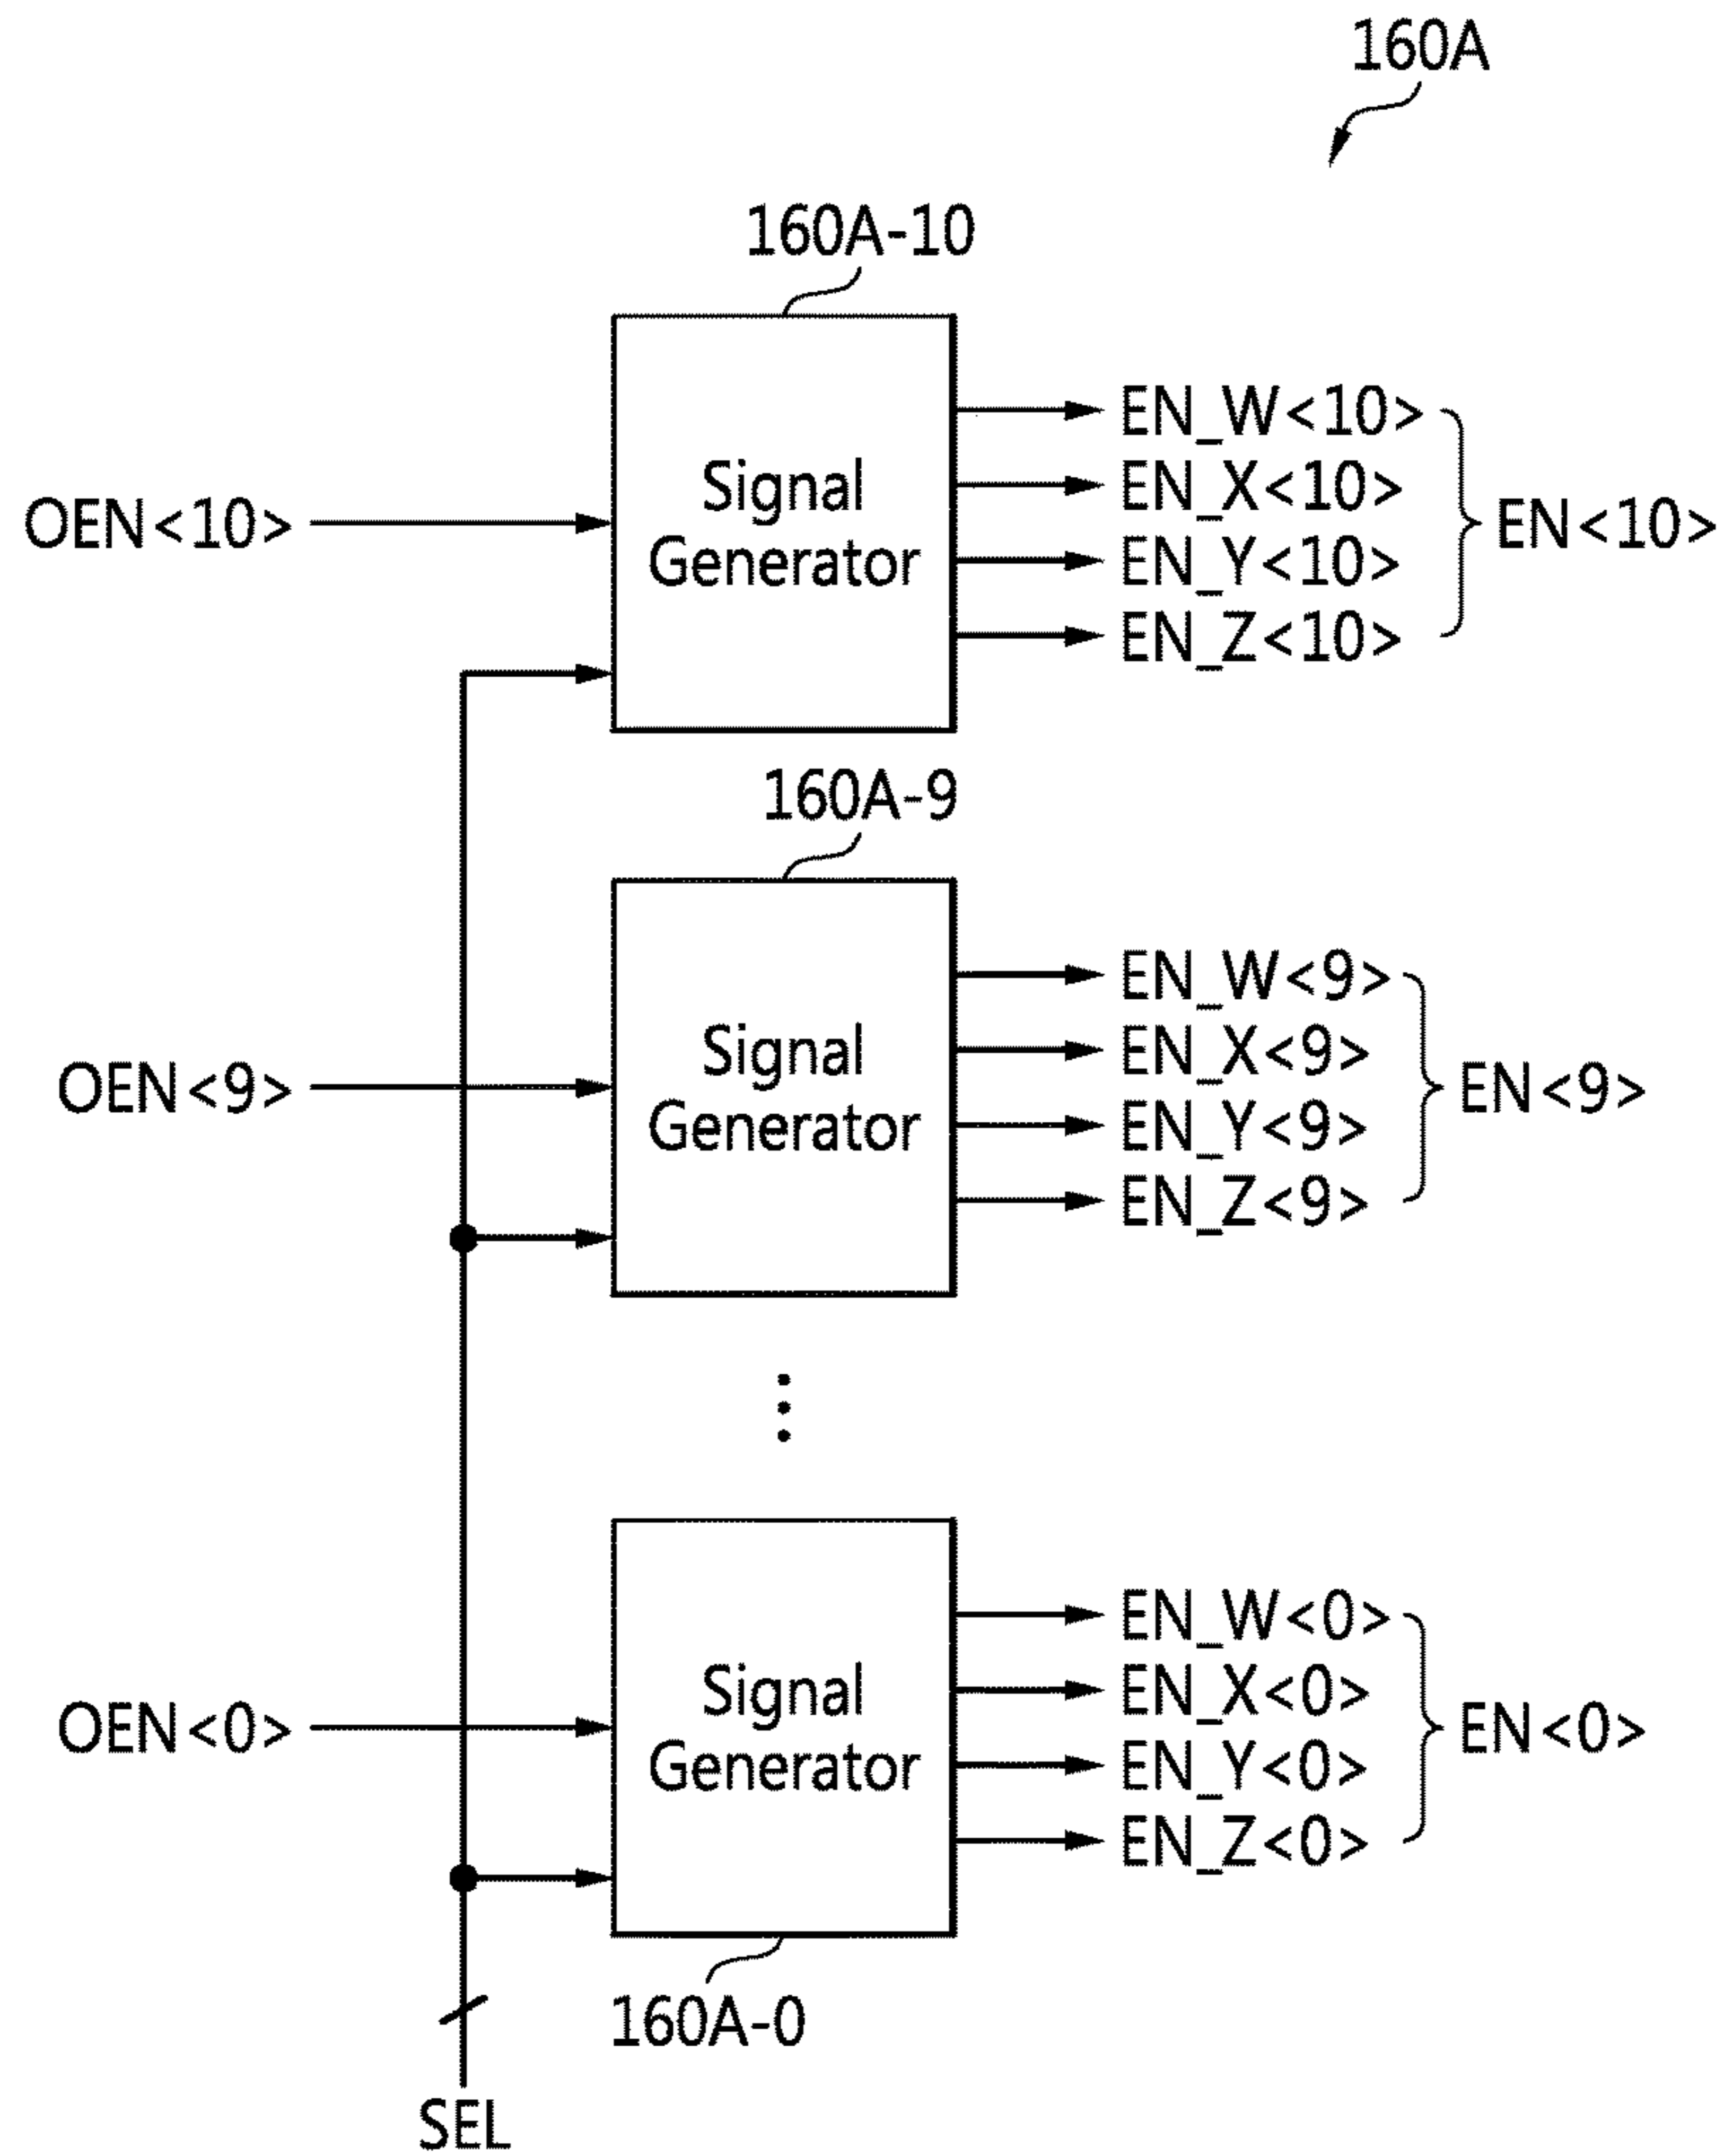 160A
160A-10
Signal
Generator
OEN<10>
EN_W<10>
EN_X<10>
EN_Y<10>
EN_Z<10>
EN<10>
160A-9
Signal
Generator
OEN<9>
EN_W<9>
EN_X<9>
EN_Y<9>
EN_Z<9>
EN<9>
Signal
Generator
OEN<0>
EN_W<0>
EN_X<0>
EN_Y<0>
EN_Z<0>
EN<0>
160A-0
SEL